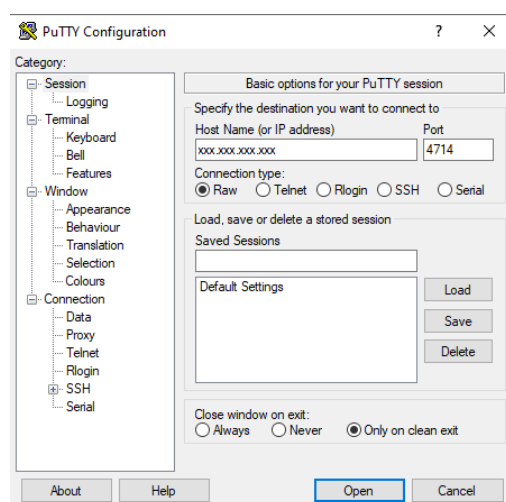 PuTTY Configuration
?
Category:
Session
Logging
Terminal
Keyboard
Bell
Features
Window
Appearance
Behaviour
Translation
Selection
Colours
Connection
Data
Proxy
Telnet
Rlogin
SSH
Serial
Basic options for your PuTTY session
Specify the destination you want to connect to
Host Name (or IP address) Port
xxx.xxx.xxx.xxx 4714
Connection type:
Raw Telnet Rlogin SSH Serial
Load, save or delete a stored session
Saved Sessions
Default Settings
Load
Save
Delete
Close window on exit:
Always Never Only on clean exit
About Help Open Cancel